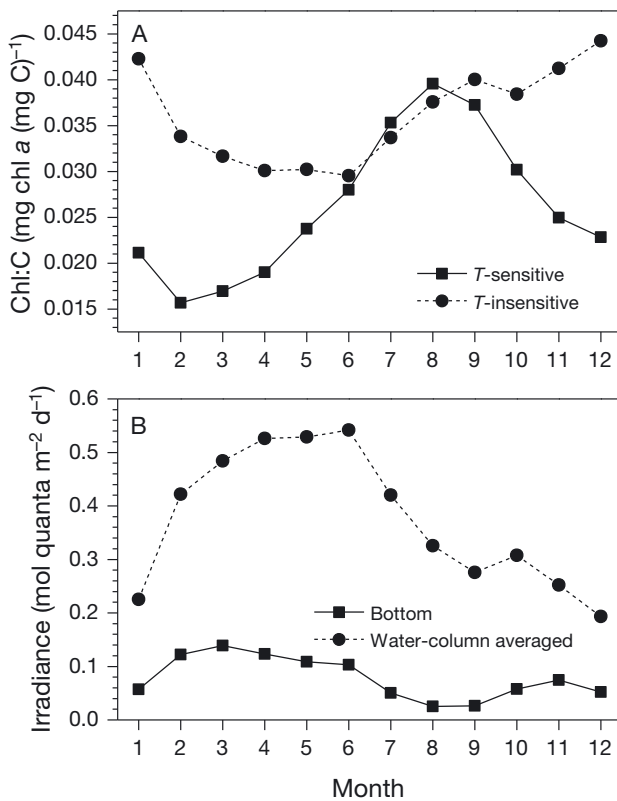 A
Chl:C (mg chl a (mg C)⁻¹)
0.045
0.040
0.035
0.030
0.025
0.020
0.015
T-sensitive
T-insensitive
1 2 3 4 5 6 7 8 9 10 11 12
B
Irradiance (mol quanta m⁻² d⁻¹)
0.6
0.5
0.4
0.3
0.2
0.1
0.0
Bottom
Water-column averaged
1 2 3 4 5 6 7 8 9 10 11 12
Month